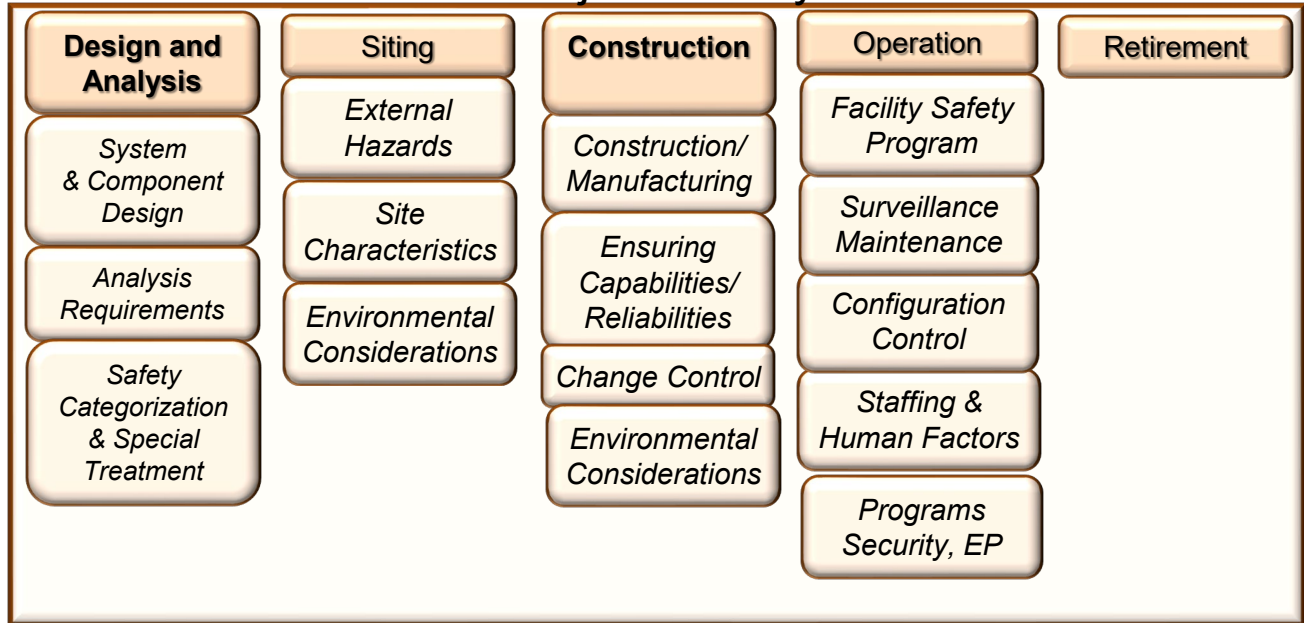 Design and
Analysis
System
& Component
Design
Analysis
Requirements
Safety
Categorization
& Special
Treatment
Siting
External
Hazards
Site
Characteristics
Environmental
Considerations
Construction
Construction/
Manufacturing
Ensuring
Capabilities/
Reliabilities
Change Control
Environmental
Considerations
Operation
Facility Safety
Program
Surveillance
Maintenance
Configuration
Control
Staffing &
Human Factors
Programs
Security, EP
Retirement